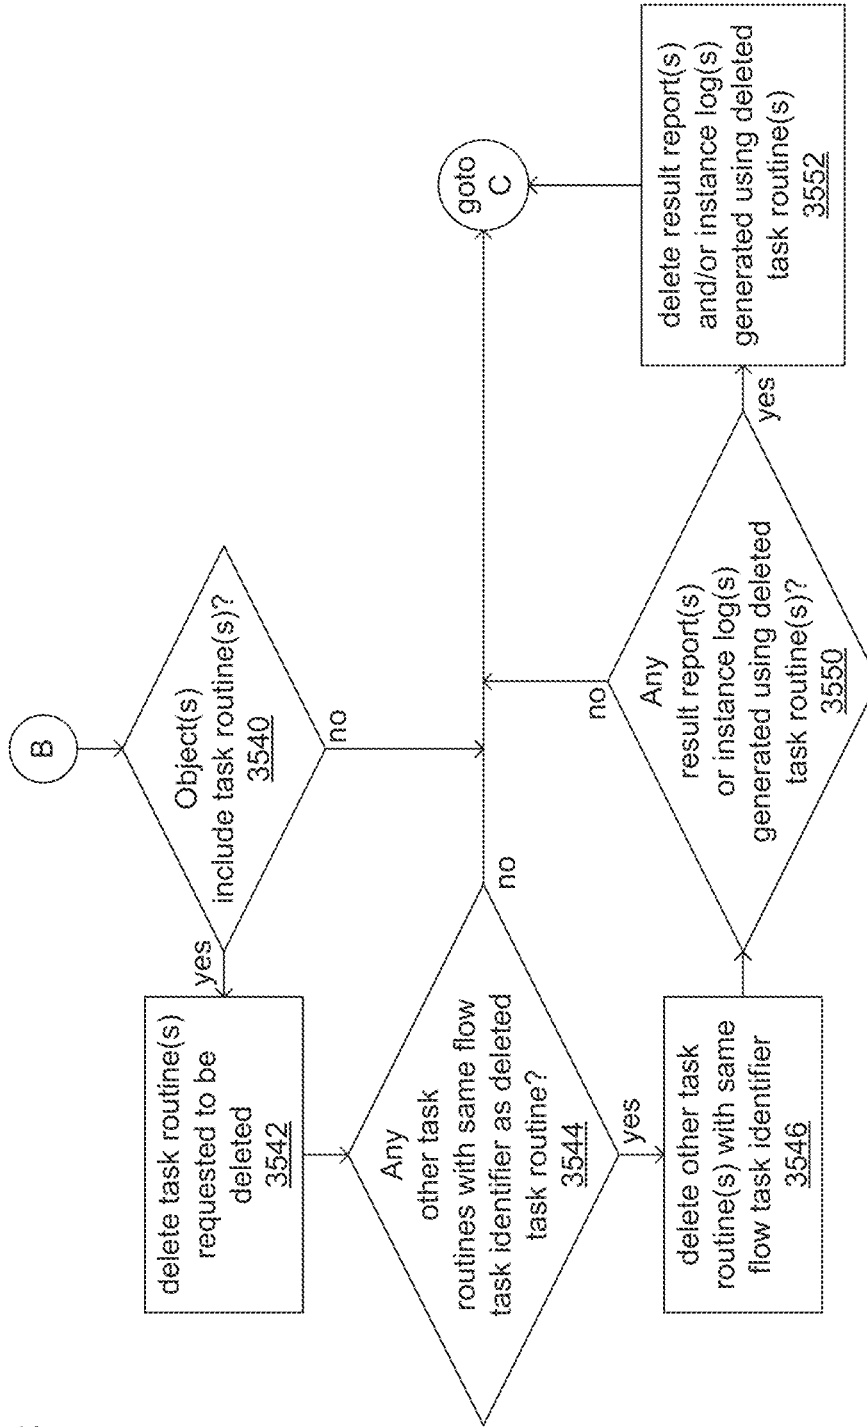 B
Object(s)
include task routine(s)?
3540
yes
no
delete task routine(s)
requested to be
deleted
3542
Any
other task
routines with same flow
task identifier as deleted
task routine?
3544
no
yes
delete other task
routine(s) with same
flow task identifier
3546
Any
result report(s)
or instance log(s)
generated using deleted
task routine(s)?
3550
no
yes
delete result report(s)
and/or instance log(s)
generated using deleted
task routine(s)
3552
goto
C